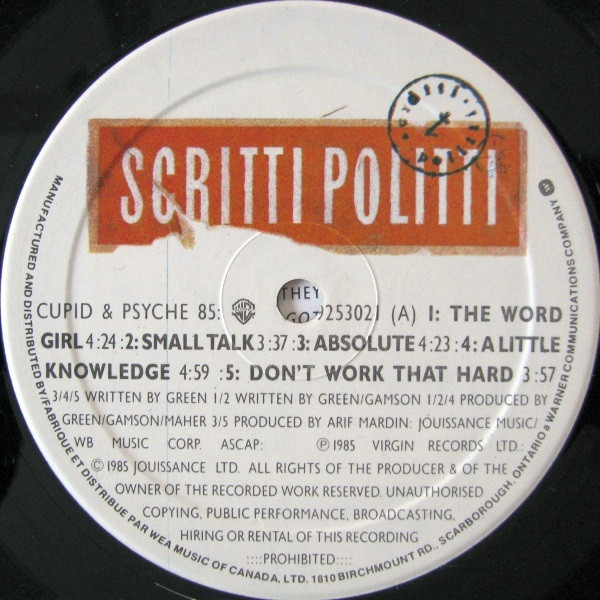 SCRITTI POLITTI
CUPID & PSYCHE 85: THEY 9253021 (A) 1: THE WORD
GOT
GIRL 4:24 :2: SMALL TALK 3:37 :3: ABSOLUTE 4:23 :4: A LITTLE
KNOWLEDGE 4:59 :5: DON'T WORK THAT HARD 3:57
3/4/5 WRITTEN BY GREEN 1/2 WRITTEN BY GREEN/GAMSON 1/2/4 PRODUCED BY
GREEN/GAMSON/MAHER 3/5 PRODUCED BY ARIF MARDIN: JOUISSANCE MUSIC/
WB MUSIC CORP. ASCAP: ℗ 1985 VIRGIN RECORDS LTD.:
© 1985 JOUISSANCE LTD. ALL RIGHTS OF THE PRODUCER & OF THE
OWNER OF THE RECORDED WORK RESERVED. UNAUTHORISED
COPYING, PUBLIC PERFORMANCE, BROADCASTING,
HIRING OR RENTAL OF THIS RECORDING
::::PROHIBITED::::
MANUFACTURED AND DISTRIBUTED BY/FABRIQUE ET DISTRIBUE PAR WEA MUSIC OF CANADA, LTD. 1810 BIRCHMOUNT RD., SCARBOROUGH, ONTARIO a WARNER COMMUNICATIONS COMPANY